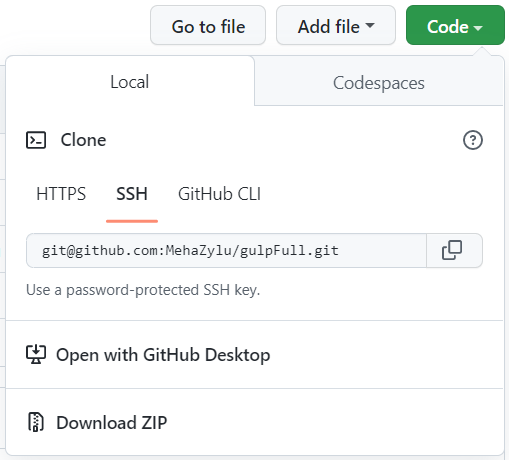 Go to file Add file Code
Local Codespaces
Clone
HTTPS SSH GitHub CLI
git@github.com:MehaZylu/gulpFull.git
Use a password-protected SSH key.
Open with GitHub Desktop
Download ZIP